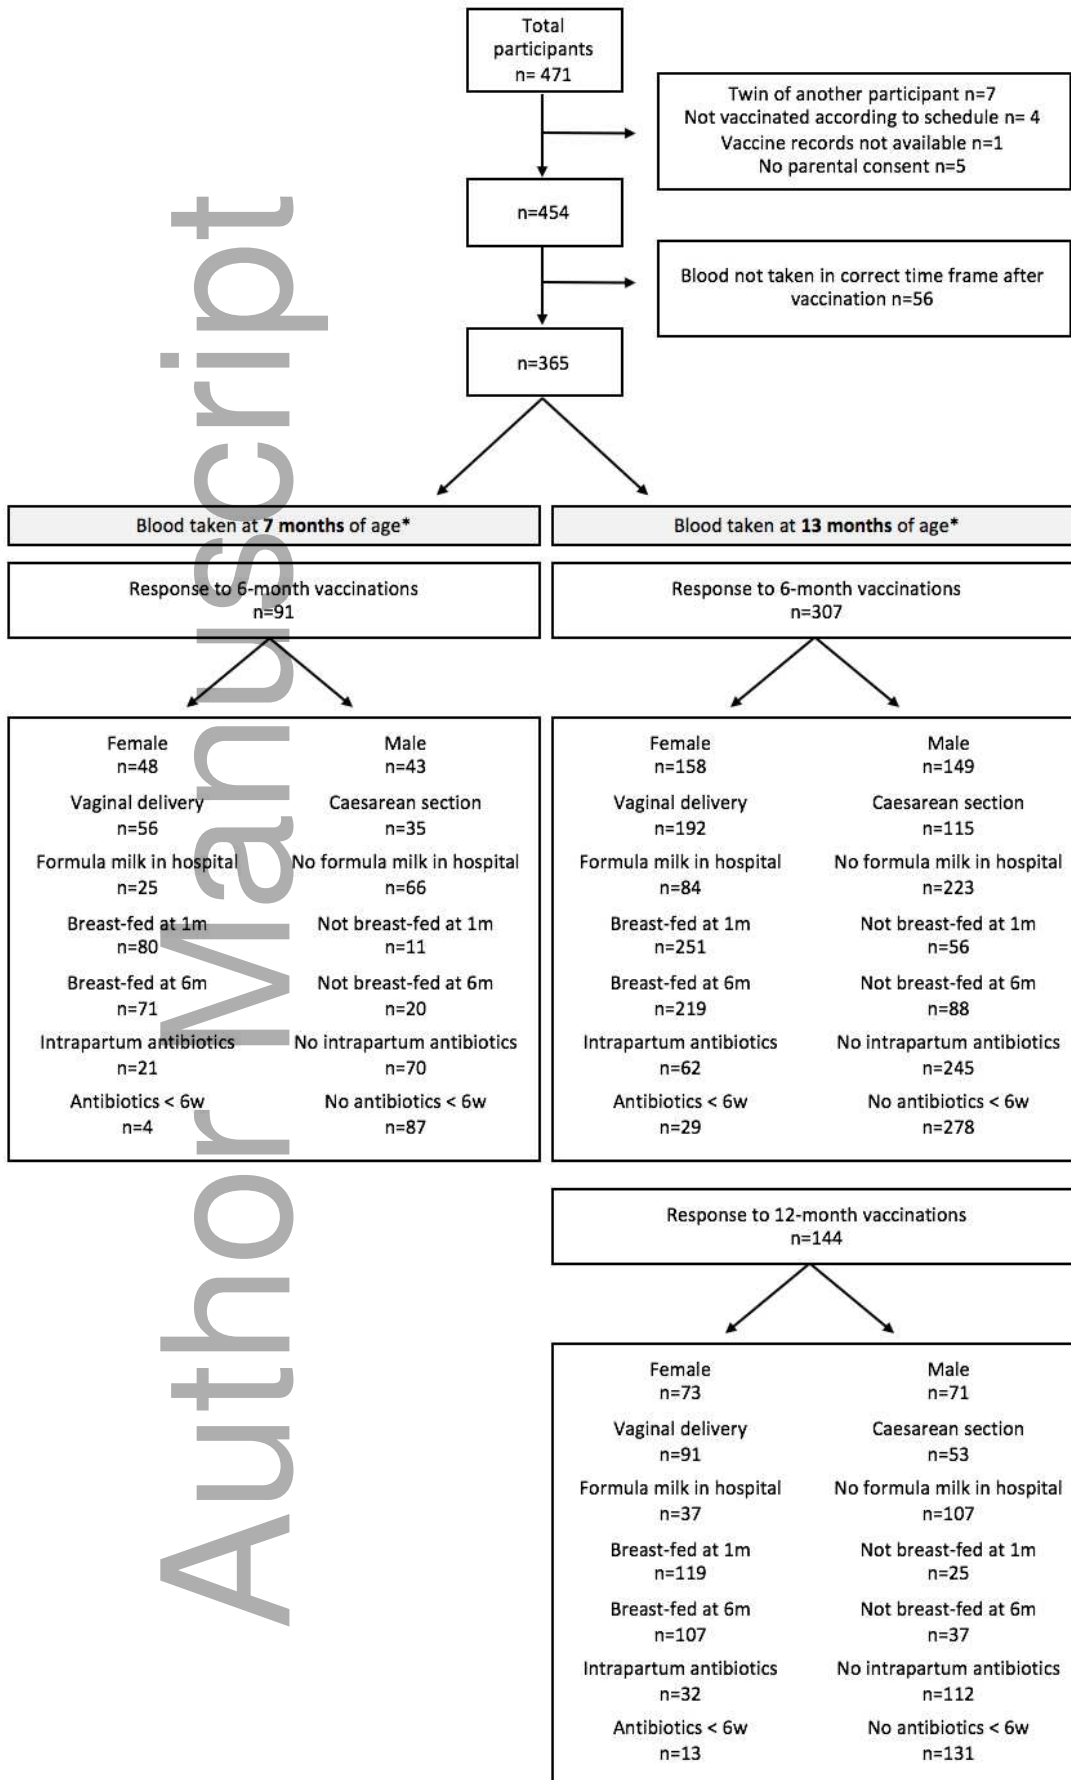 Total
participants
n= 471
Twin of another participant n=7
Not vaccinated according to schedule n= 4
Vaccine records not available n=1
No parental consent n=5
n=454
Blood not taken in correct time frame after
vaccination n=56
n=365
Blood taken at 7 months of age*
Blood taken at 13 months of age*
Response to 6-month vaccinations
n=91
Response to 6-month vaccinations
n=307
Female
n=48
Male
n=43
Vaginal delivery
n=56
Caesarean section
n=35
Formula milk in hospital
n=25
No formula milk in hospital
n=66
Breast-fed at 1m
n=80
Not breast-fed at 1m
n=11
Breast-fed at 6m
n=71
Not breast-fed at 6m
n=20
Intrapartum antibiotics
n=21
No intrapartum antibiotics
n=70
Antibiotics < 6w
n=4
No antibiotics < 6w
n=87
Female
n=158
Male
n=149
Vaginal delivery
n=192
Caesarean section
n=115
Formula milk in hospital
n=84
No formula milk in hospital
n=223
Breast-fed at 1m
n=251
Not breast-fed at 1m
n=56
Breast-fed at 6m
n=219
Not breast-fed at 6m
n=88
Intrapartum antibiotics
n=62
No intrapartum antibiotics
n=245
Antibiotics < 6w
n=29
No antibiotics < 6w
n=278
Response to 12-month vaccinations
n=144
Female
n=73
Male
n=71
Vaginal delivery
n=91
Caesarean section
n=53
Formula milk in hospital
n=37
No formula milk in hospital
n=107
Breast-fed at 1m
n=119
Not breast-fed at 1m
n=25
Breast-fed at 6m
n=107
Not breast-fed at 6m
n=37
Intrapartum antibiotics
n=32
No intrapartum antibiotics
n=112
Antibiotics < 6w
n=13
No antibiotics < 6w
n=131
Author Manuscript